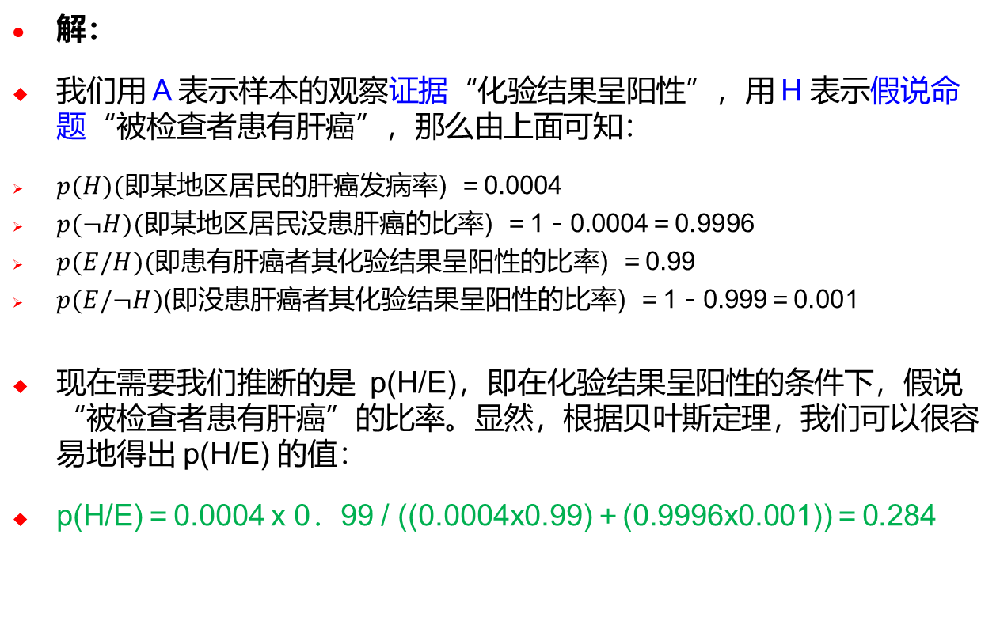 解：
我们用 A 表示样本的观察证据“化验结果呈阳性”，用 H 表示假说命
题“被检查者患有肝癌”，那么由上面可知：
p(H)(即某地区居民的肝癌发病率) ＝0.0004
p(¬H)(即某地区居民没患肝癌的比率) ＝1－0.0004＝0.9996
p(E/H)(即患有肝癌者其化验结果呈阳性的比率) ＝0.99
p(E/¬H)(即没患肝癌者其化验结果呈阳性的比率) ＝1－0.999＝0.001
现在需要我们推断的是 p(H/E)，即在化验结果呈阳性的条件下，假说
“被检查者患有肝癌”的比率。显然，根据贝叶斯定理，我们可以很容
易地得出 p(H/E) 的值：
p(H/E)＝0.0004 x 0．99 / ((0.0004x0.99)＋(0.9996x0.001))＝0.284